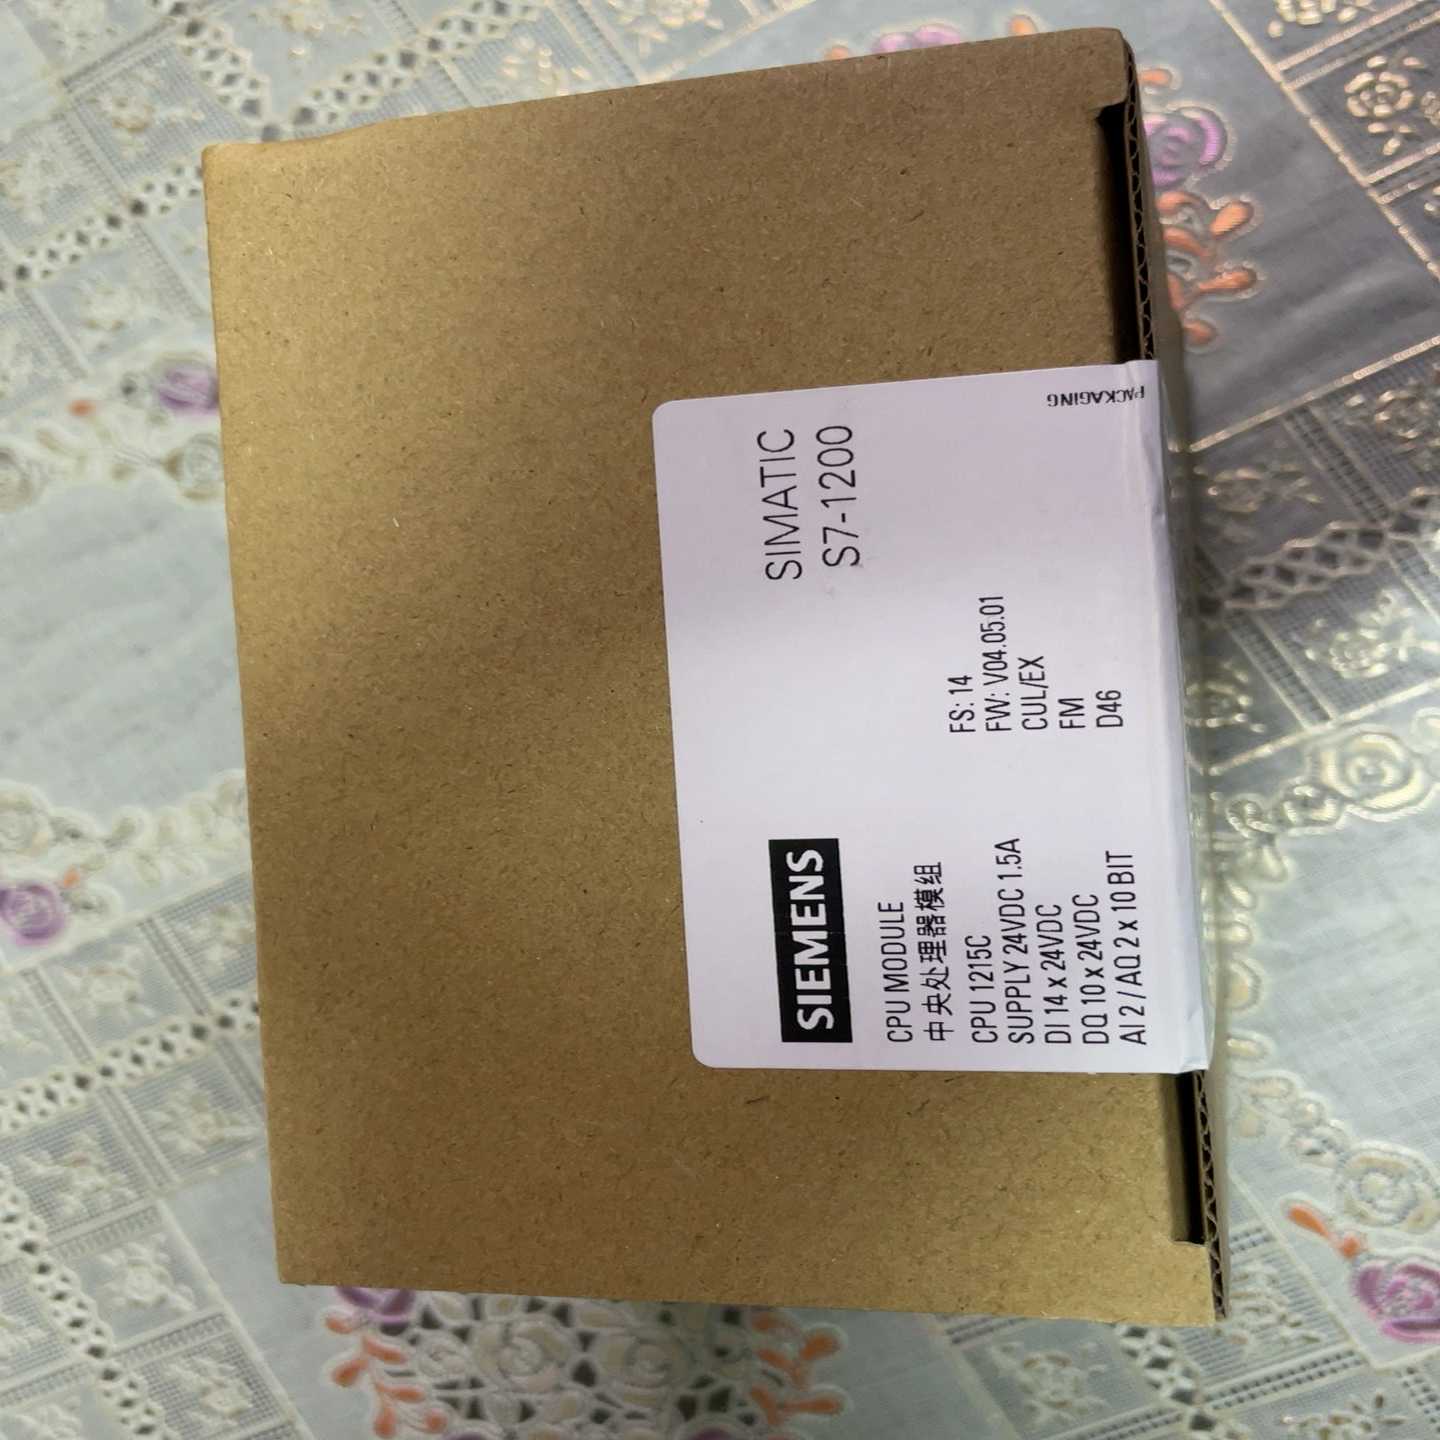 SIEMENS
SIMATIC
S7-1200
CPU MODULE
中央处理器模组
CPU 1215C
SUPPLY 24VDC 1.5A
DI 14 x 24VDC
DQ 10 x 24VDC
AI 2 / AQ 2 x 10 BIT
FS: 14
FW: V04.05.01
CUL/EX
FM
D46
PACKAGING